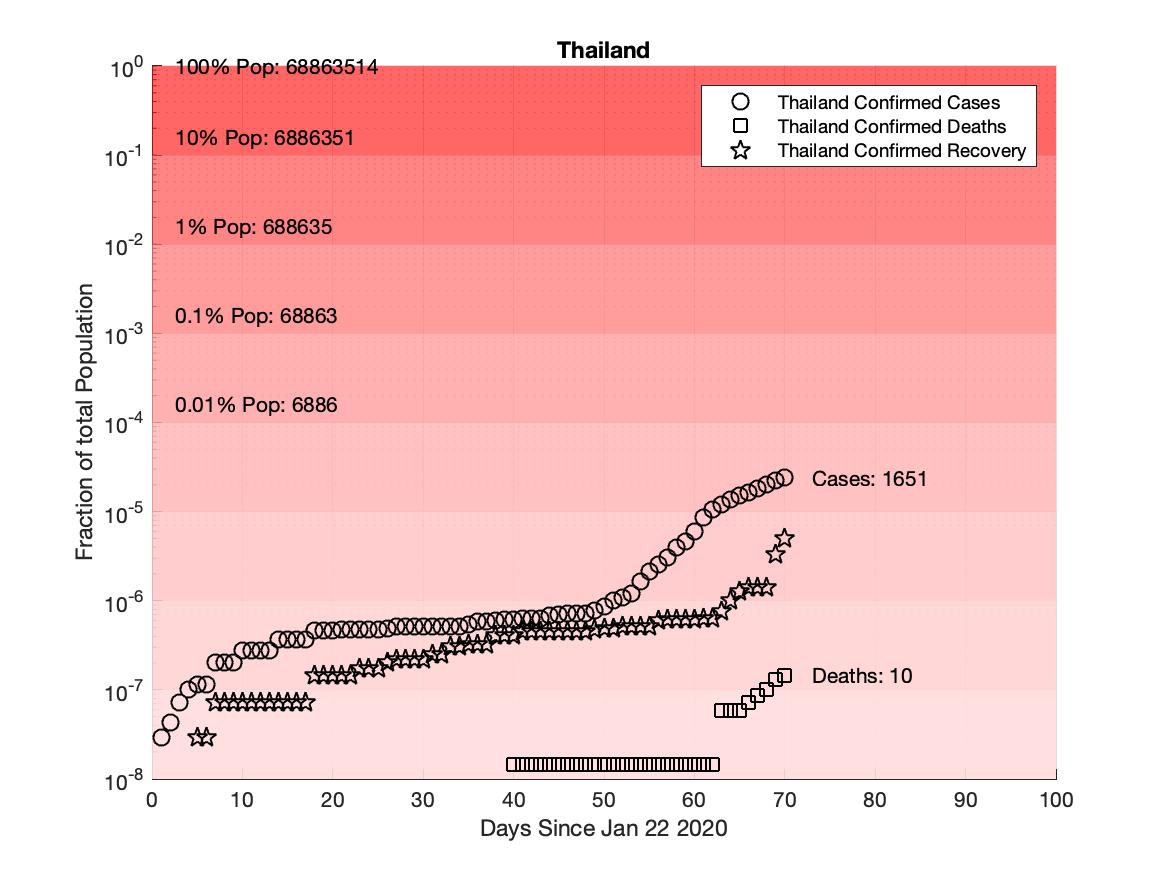 Thailand
10^0
100% Pop: 68863514
Thailand Confirmed Cases
Thailand Confirmed Deaths
Thailand Confirmed Recovery
10% Pop: 6886351
10^-1
1% Pop: 688635
10^-2
0.1% Pop: 68863
10^-3
0.01% Pop: 6886
10^-4
Cases: 1651
10^-5
10^-6
Deaths: 10
10^-7
10^-8
Fraction of total Population
0 10 20 30 40 50 60 70 80 90 100
Days Since Jan 22 2020